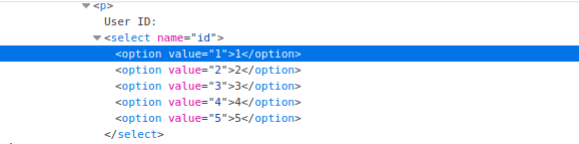 <p>
User ID:
<select name="id">
<option value="1">1</option>
<option value="2">2</option>
<option value="3">3</option>
<option value="4">4</option>
<option value="5">5</option>
</select>